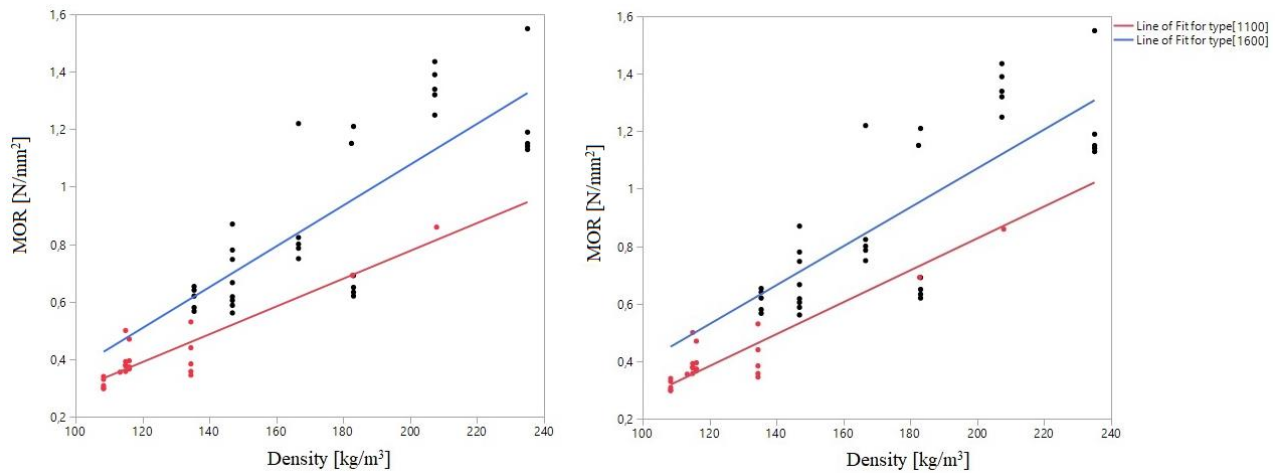 1,6
1,4
1,2
1
0,8
0,6
0,4
0,2
MOR [N/mm²]
100 120 140 160 180 200 220 240
Density [kg/m³]
1,6
1,4
1,2
1
0,8
0,6
0,4
0,2
MOR [N/mm²]
100 120 140 160 180 200 220 240
Density [kg/m³]
Line of Fit for type[1100]
Line of Fit for type[1600]